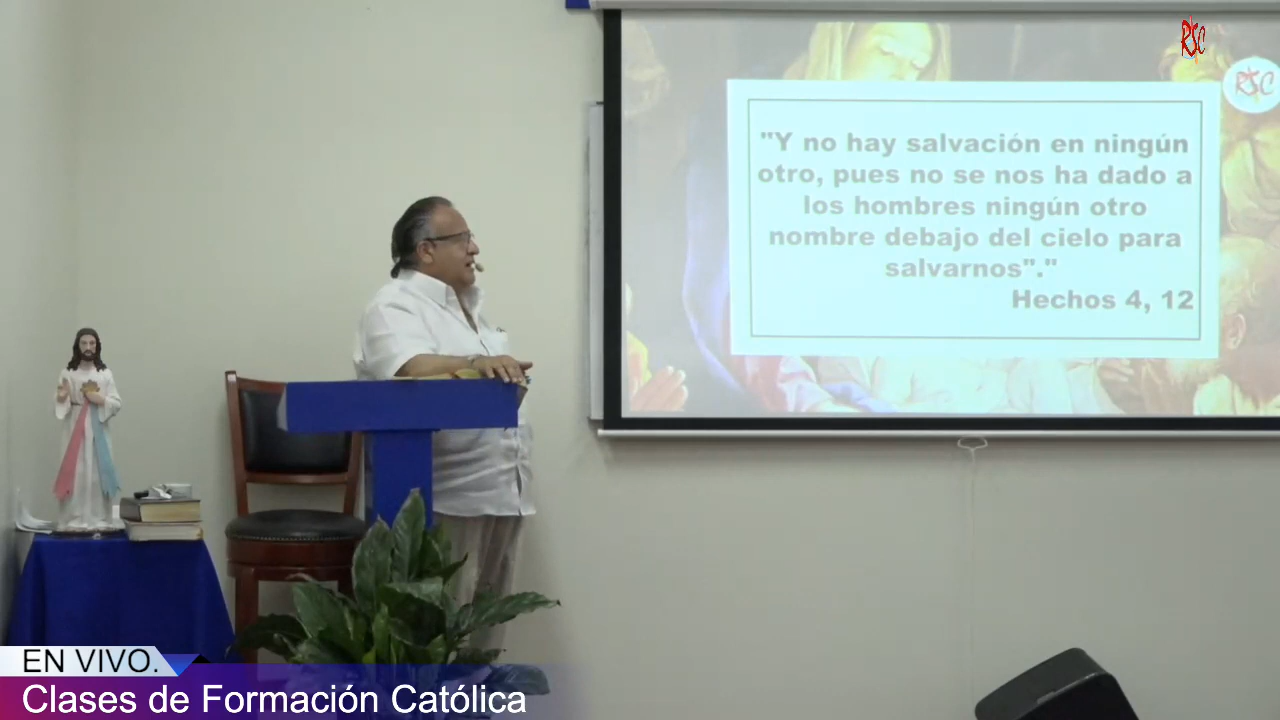 RSC
RSC
"Y no hay salvación en ningún
otro, pues no se nos ha dado a
los hombres ningún otro
nombre debajo del cielo para
salvarnos"."
Hechos 4, 12
EN VIVO.
Clases de Formación Católica